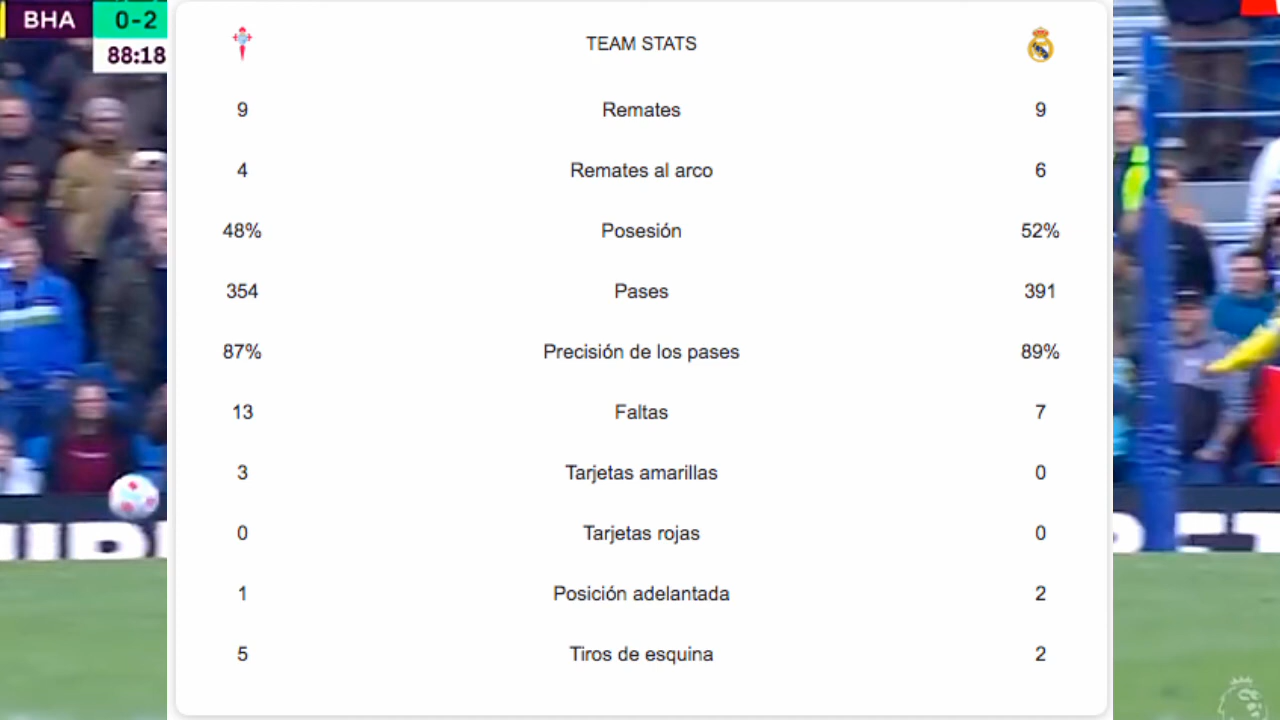 BHA 0-2
88:18
TEAM STATS
9 Remates 9
4 Remates al arco 6
48% Posesión 52%
354 Pases 391
87% Precisión de los pases 89%
13 Faltas 7
3 Tarjetas amarillas 0
0 Tarjetas rojas 0
1 Posición adelantada 2
5 Tiros de esquina 2